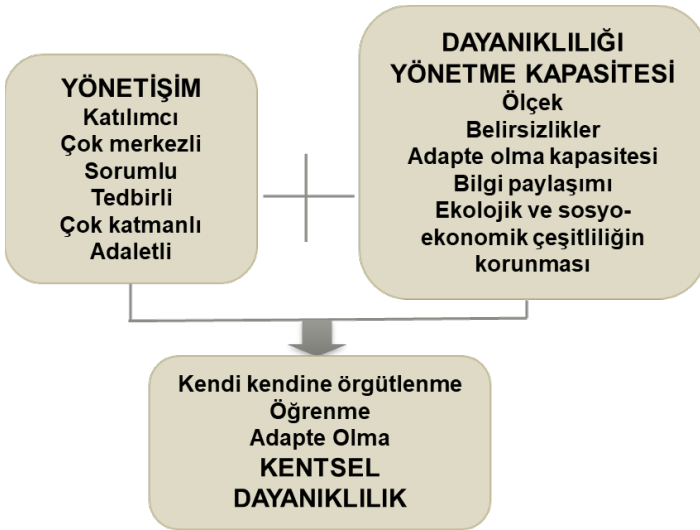 YÖNETİŞİM
Katılımcı
Çok merkezli
Sorumlu
Tedbirli
Çok katmanlı
Adaletli
DAYANIKLILIĞI
YÖNETME KAPASİTESİ
Ölçek
Belirsizlikler
Adapte olma kapasitesi
Bilgi paylaşımı
Ekolojik ve sosyo-
ekonomik çeşitliliğin
korunması
Kendi kendine örgütlenme
Öğrenme
Adapte Olma
KENTSEL
DAYANIKLILIK